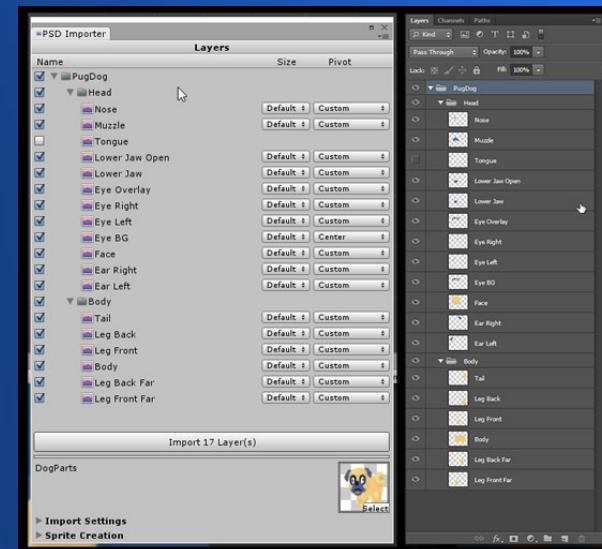 PSD Importer
Layers
Name Size Pivot
PugDog
Head
Nose Default Custom
Muzzle Default Custom
Tongue
Lower Jaw Open Default Custom
Lower Jaw Default Custom
Eye Overlay Default Custom
Eye Right Default Custom
Eye Left Default Custom
Eye BG Default Center
Face Default Custom
Ear Right Default Custom
Ear Left Default Custom
Body
Tail Default Custom
Leg Back Default Custom
Leg Front Default Custom
Body Default Custom
Leg Back Far Default Custom
Leg Front Far Default Custom
Import 17 Layer(s)
DogParts
Select
Import Settings
Sprite Creation
Layers Channels Paths
Kind
Pass Through Opacity: 100%
Lock: Fill: 100%
PugDog
Head
Nose
Muzzle
Tongue
Lower Jaw Open
Lower Jaw
Eye Overlay
Eye Right
Eye Left
Eye BG
Face
Ear Right
Ear Left
Body
Tail
Leg Back
Leg Front
Body
Leg Back Far
Leg Front Far
fx